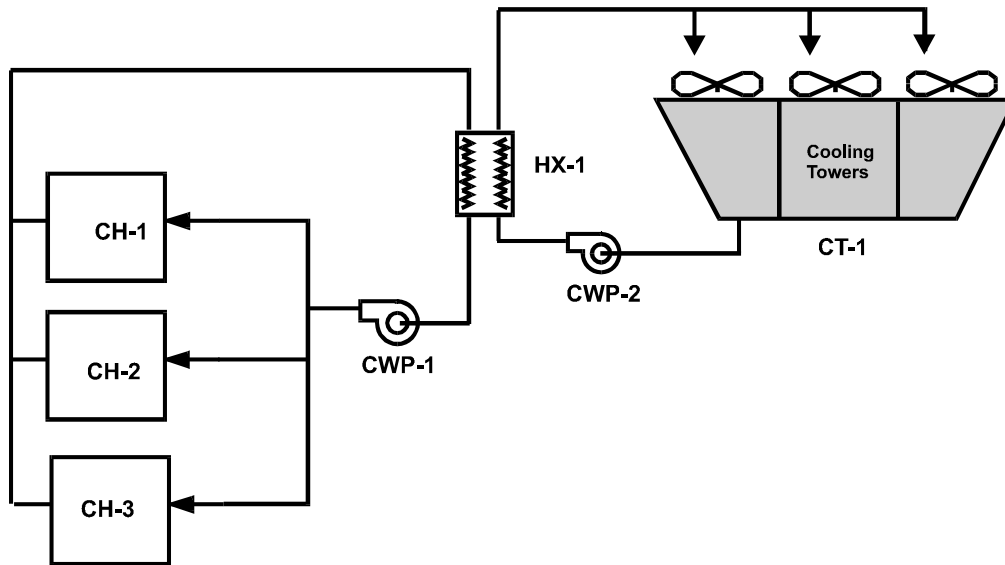 HX-1
Cooling
Towers
CH-1
CT-1
CWP-2
CWP-1
CH-2
CH-3